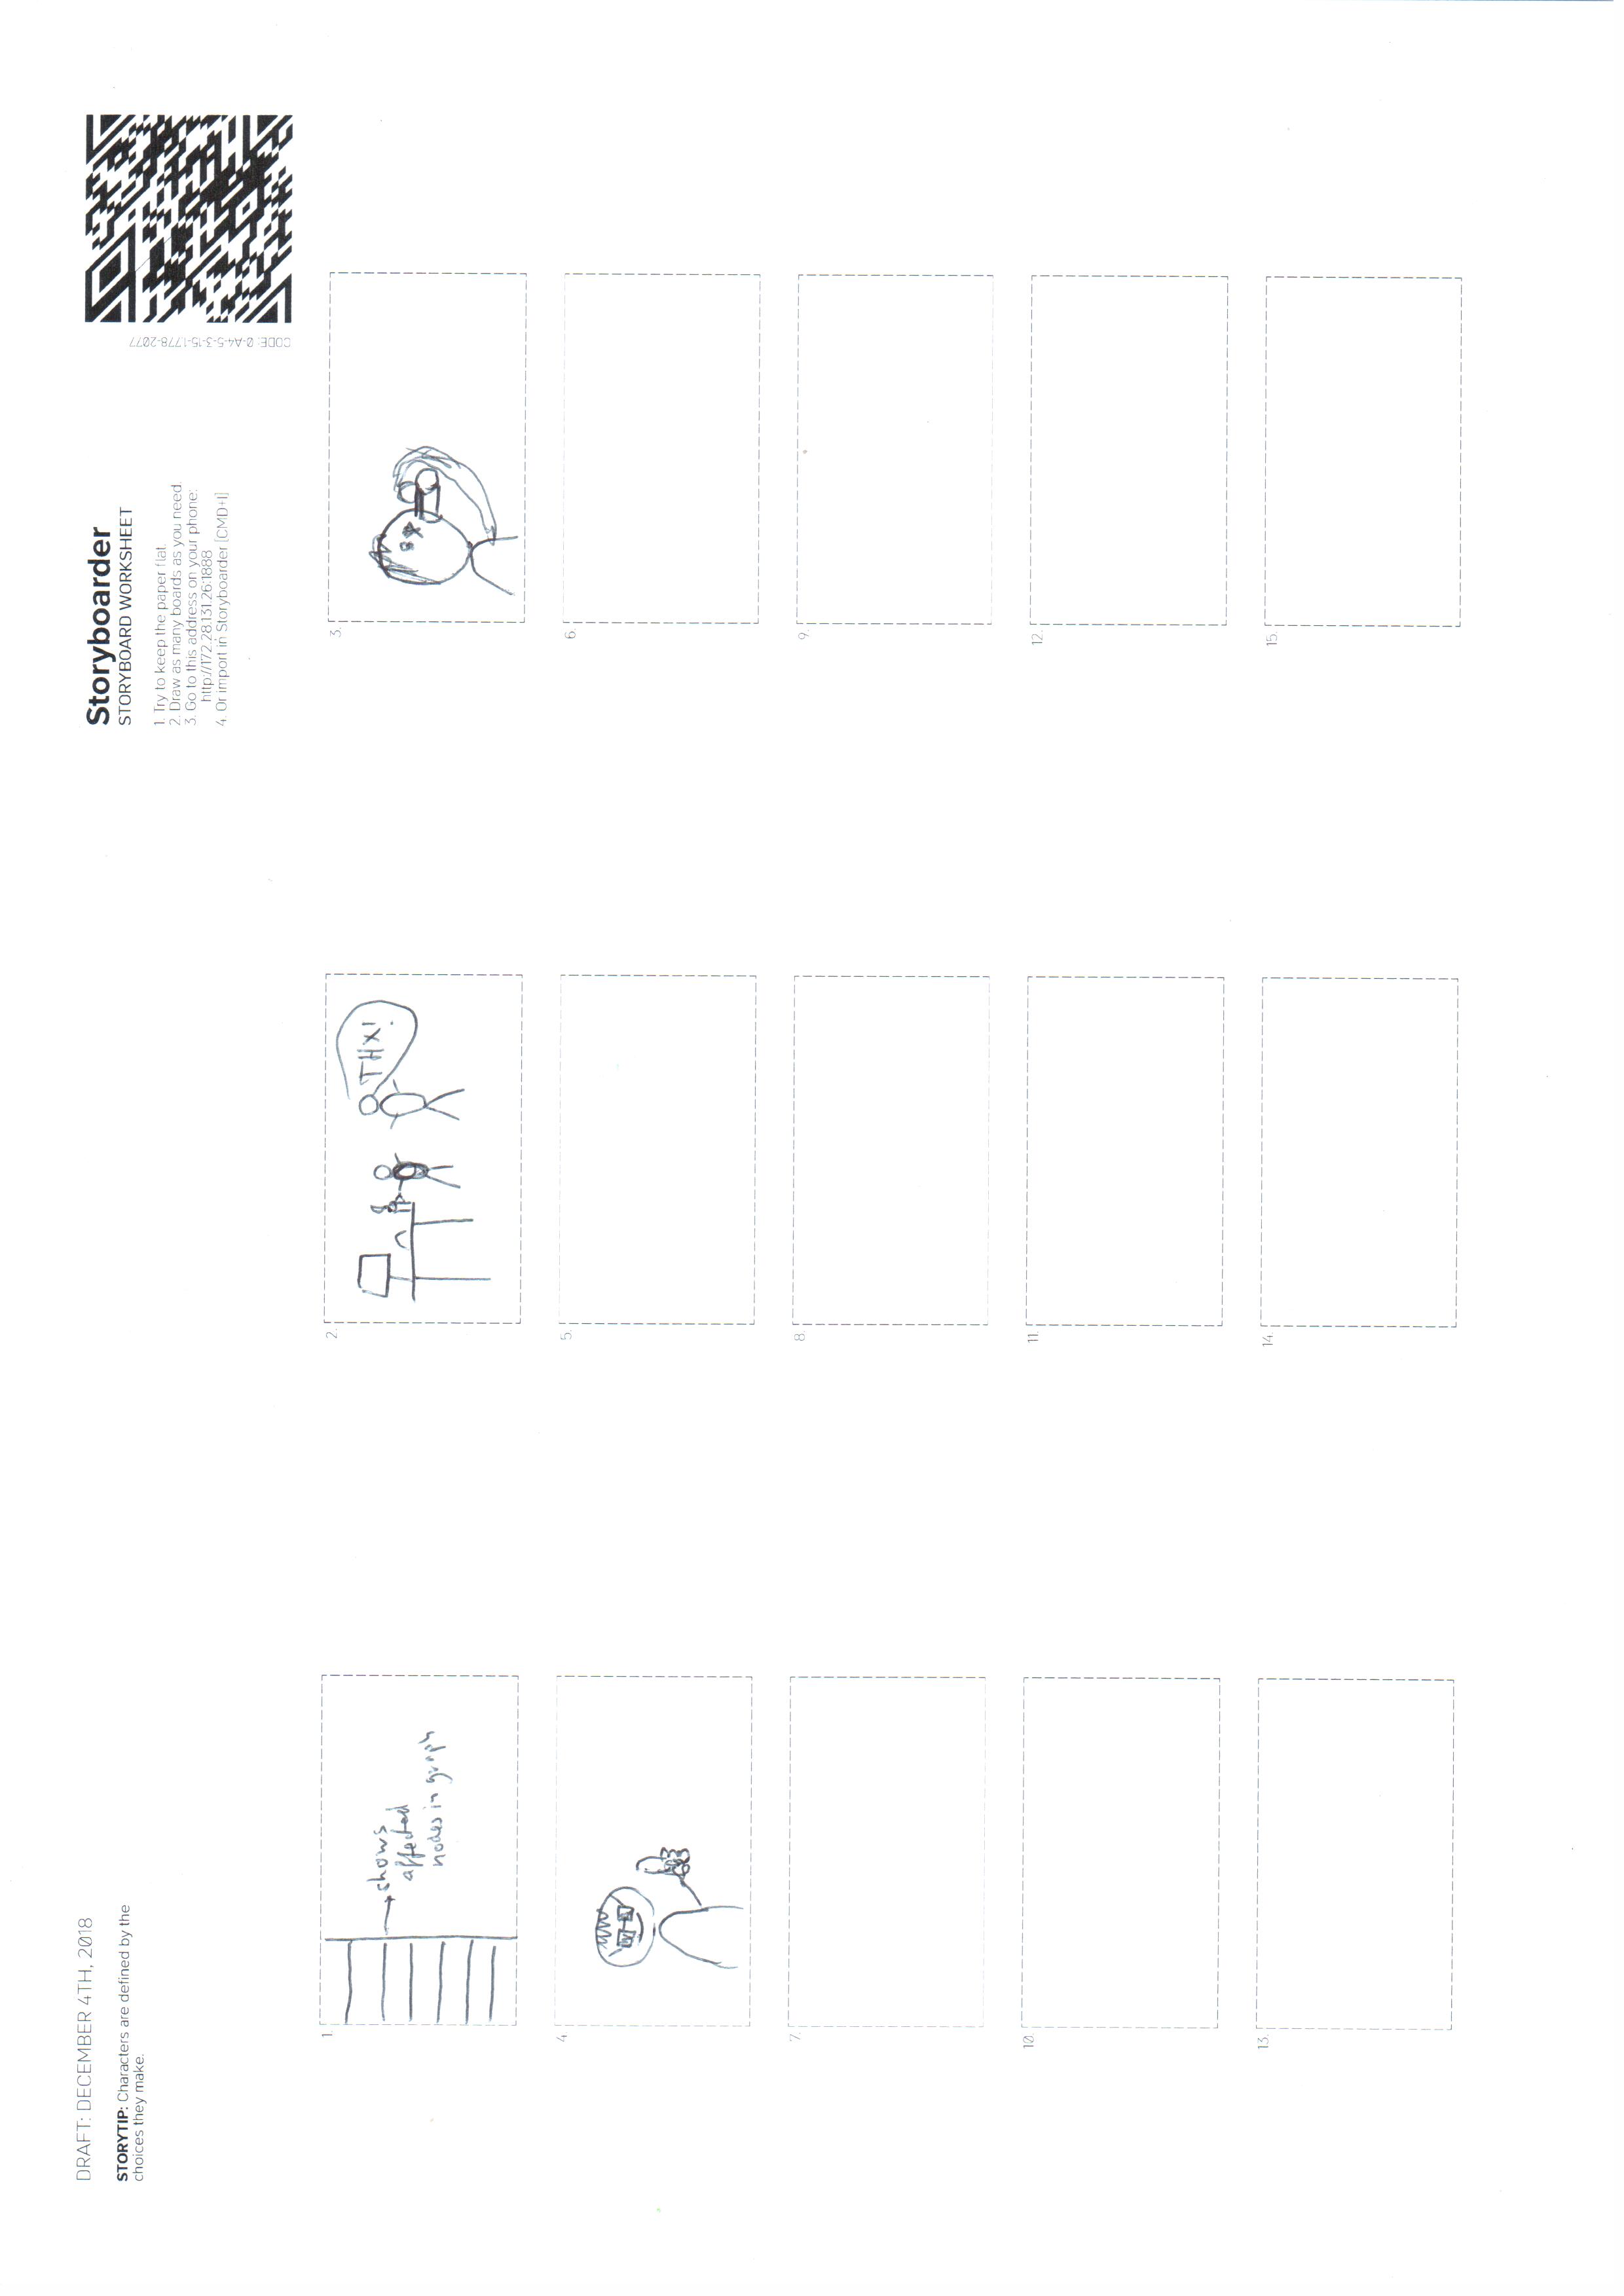 DRAFT: DECEMBER 4TH, 2018
STORYTIP: Characters are defined by the
choices they make.
Storyboarder
STORYBOARD WORKSHEET
1. Try to keep the paper flat.
2. Draw as many boards as you need.
3. Go to this address on your phone:
http://172.28.131.26:1888
4. Or import in Storyboarder [CMD+I]
CODE: 0-A4-5-3-15-1.778-2077
1.
shows
affected
nodes in graph
2.
THX!
3.
4.
5.
6.
7.
8.
9.
10.
11.
12.
13.
14.
15.